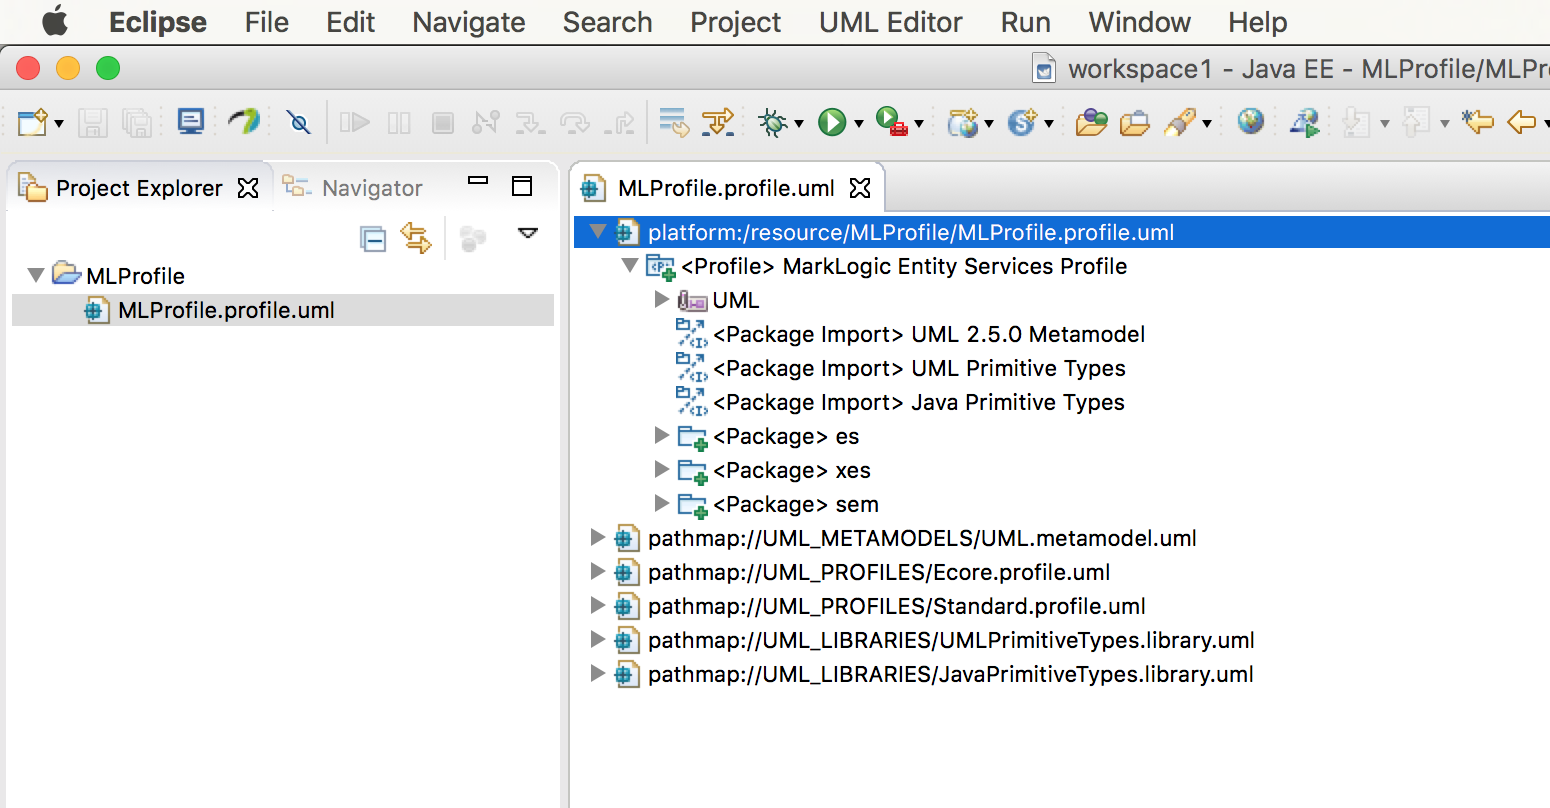 Eclipse File Edit Navigate Search Project UML Editor Run Window Help
workspace1 - Java EE - MLProfile/MLPr
Project Explorer Navigator
MLProfile
MLProfile.profile.uml
MLProfile.profile.uml
platform:/resource/MLProfile/MLProfile.profile.uml
<Profile> MarkLogic Entity Services Profile
UML
<Package Import> UML 2.5.0 Metamodel
<Package Import> UML Primitive Types
<Package Import> Java Primitive Types
<Package> es
<Package> xes
<Package> sem
pathmap://UML_METAMODELS/UML.metamodel.uml
pathmap://UML_PROFILES/Ecore.profile.uml
pathmap://UML_PROFILES/Standard.profile.uml
pathmap://UML_LIBRARIES/UMLPrimitiveTypes.library.uml
pathmap://UML_LIBRARIES/JavaPrimitiveTypes.library.uml